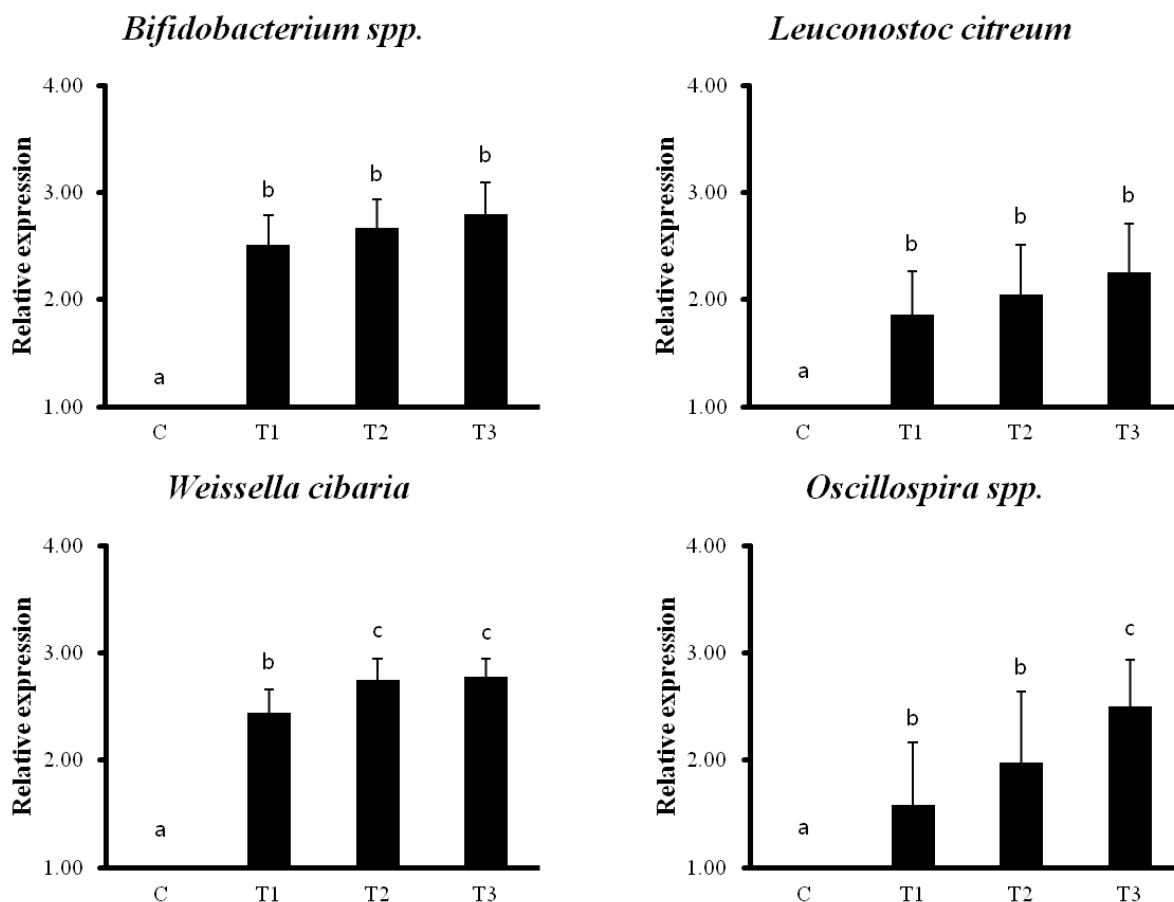 Bifidobacterium spp.
4.00
3.00
2.00
1.00
Relative expression
a
b
b
b
C T1 T2 T3
Leuconostoc citreum
4.00
3.00
2.00
1.00
Relative expression
a
b
b
b
C T1 T2 T3
Weissella cibaria
4.00
3.00
2.00
1.00
Relative expression
a
b
c
c
C T1 T2 T3
Oscillospira spp.
4.00
3.00
2.00
1.00
Relative expression
a
b
b
c
C T1 T2 T3